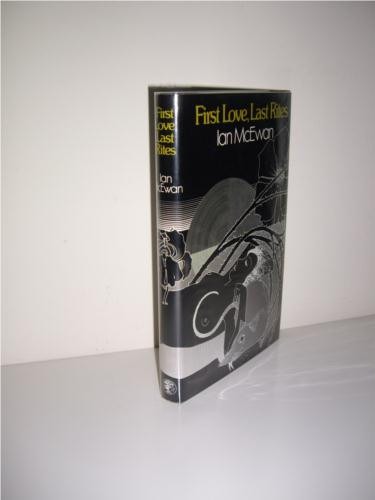 First
Love
Last
Rites
Ian
McEwan
First Love, Last Rites
Ian McEwan